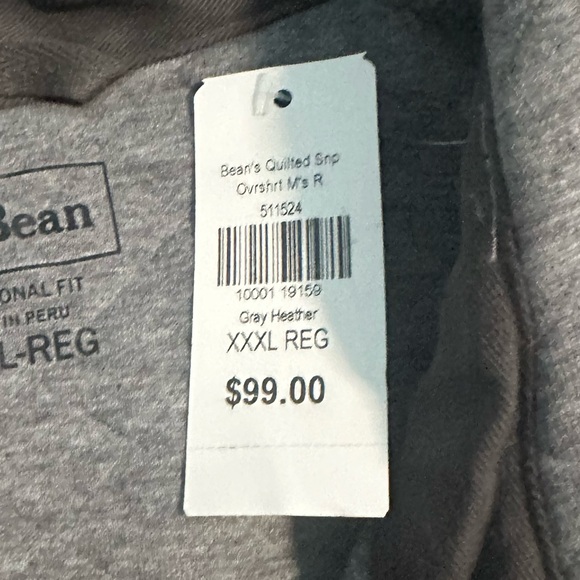 Bean
ONAL FIT
IN PERU
L-REG
Bean's Quilted Snp
Ovrshrt M's R
511524
10001 19159
Gray Heather
XXXL REG
$99.00